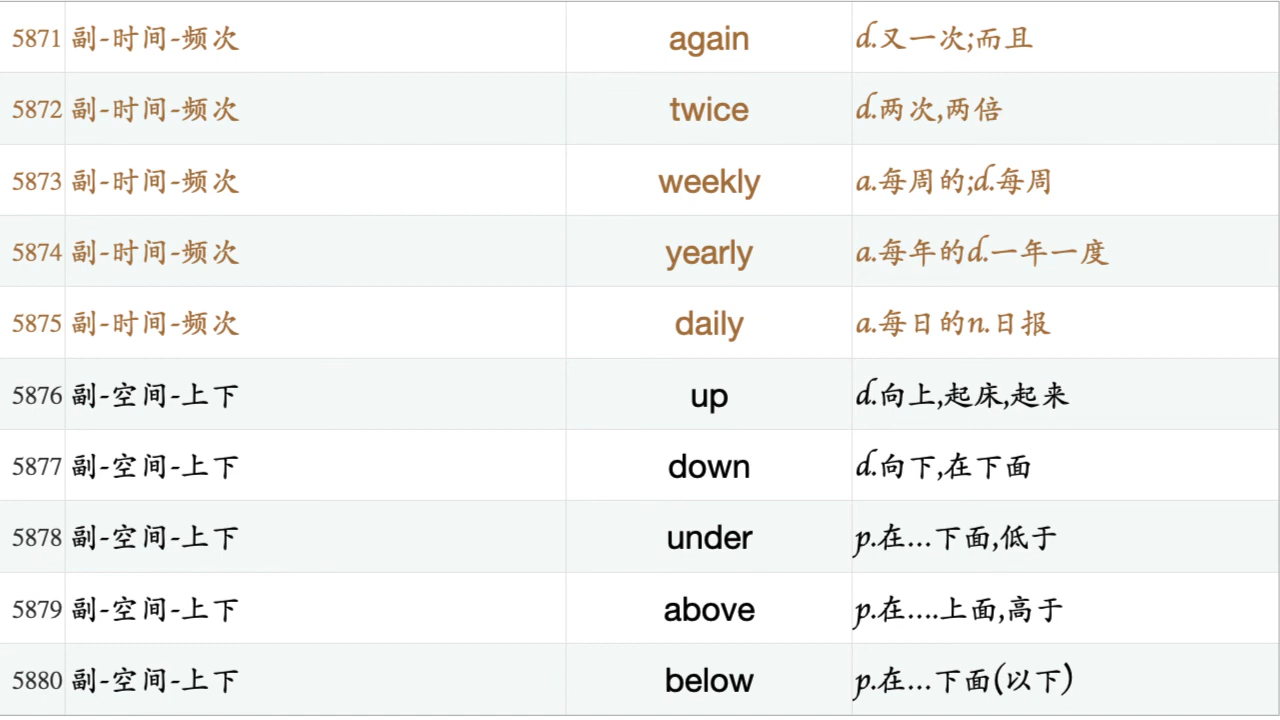 5871 副-时间-频次 again d.又一次;而且
5872 副-时间-频次 twice d.两次,两倍
5873 副-时间-频次 weekly a.每周的;d.每周
5874 副-时间-频次 yearly a.每年的d.一年一度
5875 副-时间-频次 daily a.每日的n.日报
5876 副-空间-上下 up d.向上,起床,起来
5877 副-空间-上下 down d.向下,在下面
5878 副-空间-上下 under p.在...下面,低于
5879 副-空间-上下 above p.在....上面,高于
5880 副-空间-上下 below p.在...下面(以下)